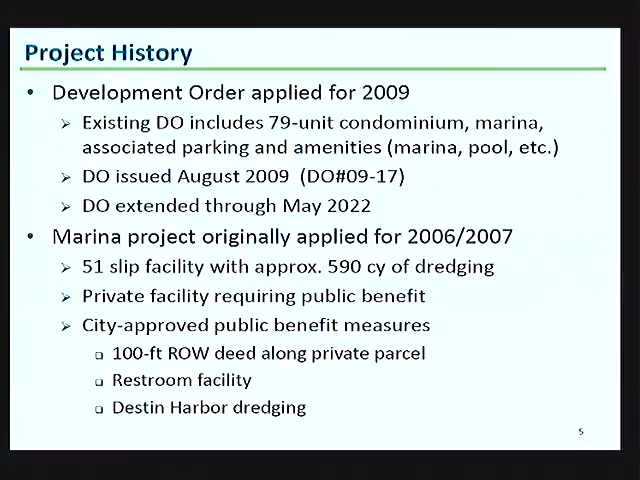 Project History
• Development Order applied for 2009
➢ Existing DO includes 79-unit condominium, marina,
associated parking and amenities (marina, pool, etc.)
➢ DO issued August 2009 (DO#09-17)
➢ DO extended through May 2022
• Marina project originally applied for 2006/2007
➢ 51 slip facility with approx. 590 cy of dredging
➢ Private facility requiring public benefit
➢ City-approved public benefit measures
❑ 100-ft ROW deed along private parcel
❑ Restroom facility
❑ Destin Harbor dredging
5